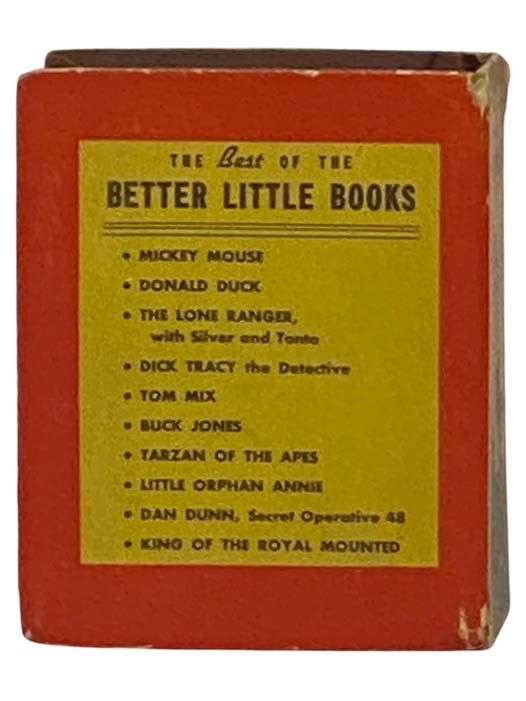 THE Best OF THE
BETTER LITTLE BOOKS
• MICKEY MOUSE
• DONALD DUCK
• THE LONE RANGER,
with Silver and Tonto
• DICK TRACY the Detective
• TOM MIX
• BUCK JONES
• TARZAN OF THE APES
• LITTLE ORPHAN ANNIE
• DAN DUNN, Secret Operative 48
• KING OF THE ROYAL MOUNTED